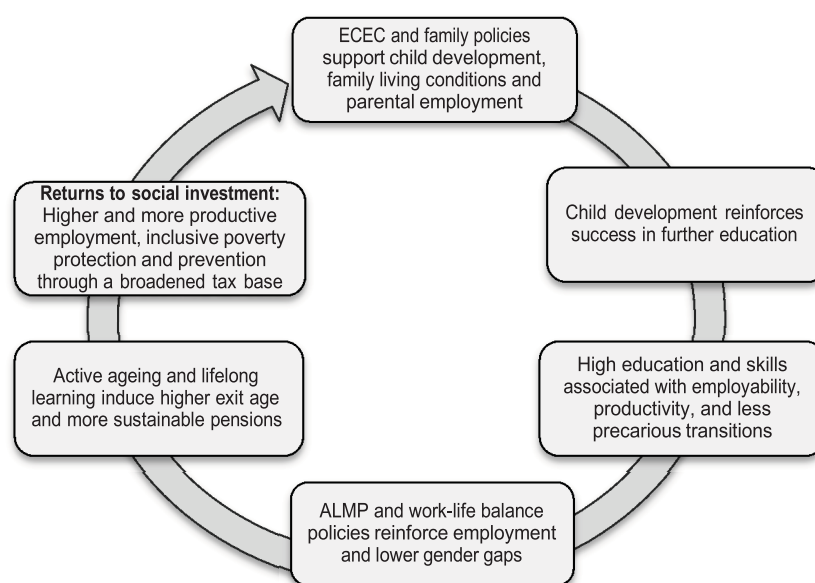 ECEC and family policies
support child development,
family living conditions and
parental employment
Child development reinforces
success in further education
High education and skills
associated with employability,
productivity, and less
precarious transitions
ALMP and work-life balance
policies reinforce employment
and lower gender gaps
Active ageing and lifelong
learning induce higher exit age
and more sustainable pensions
Returns to social investment:
Higher and more productive
employment, inclusive poverty
protection and prevention
through a broadened tax base